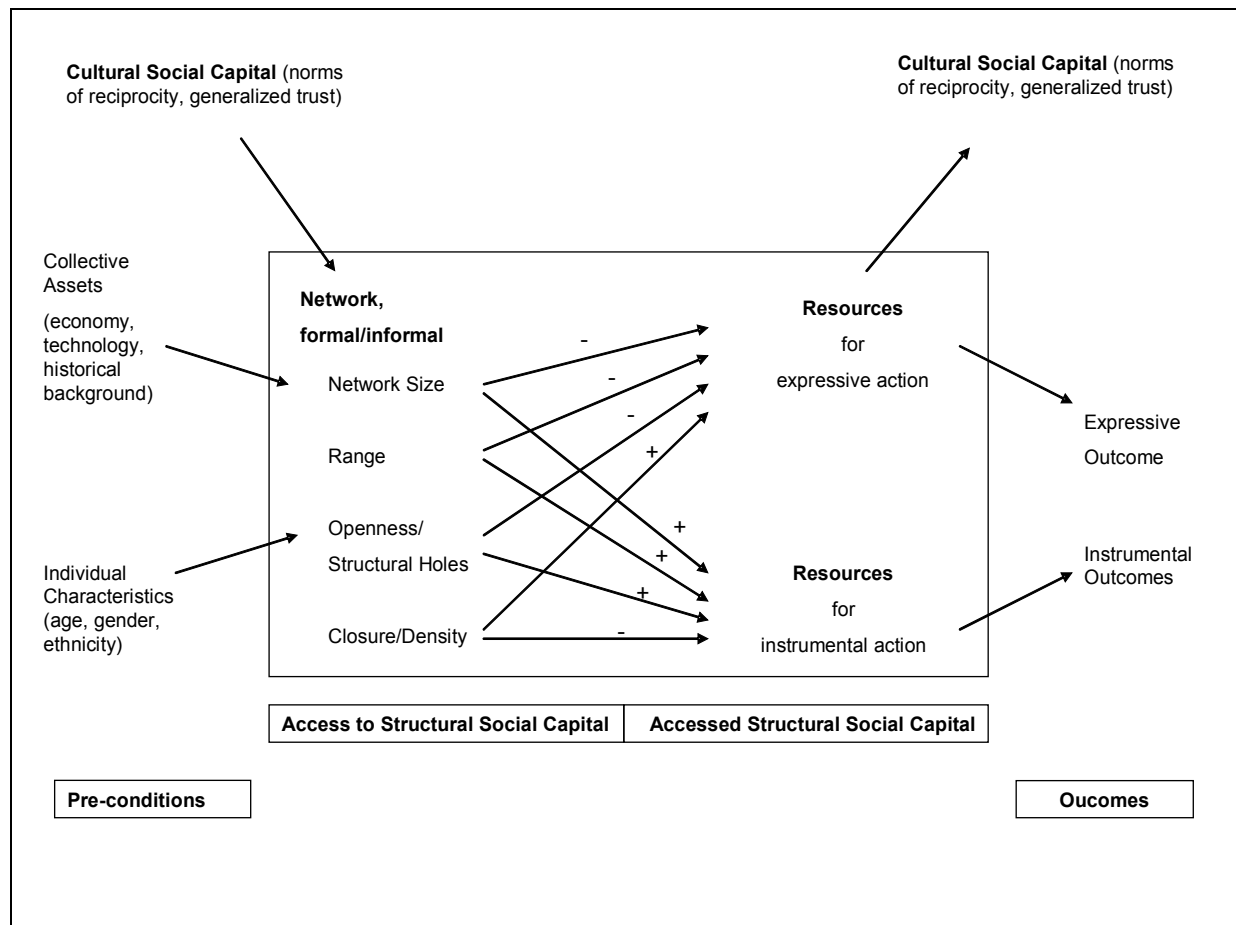 Cultural Social Capital (norms
of reciprocity, generalized trust)
Cultural Social Capital (norms
of reciprocity, generalized trust)
Collective
Assets
(economy,
technology,
historical
background)
Individual
Characteristics
(age, gender,
ethnicity)
Network,
formal/informal
Network Size
Range
Openness/
Structural Holes
Closure/Density
-
-
-
+
+
+
+
-
Resources
for
expressive action
Resources
for
instrumental action
Expressive
Outcome
Instrumental
Outcomes
Access to Structural Social Capital
Accessed Structural Social Capital
Pre-conditions
Oucomes